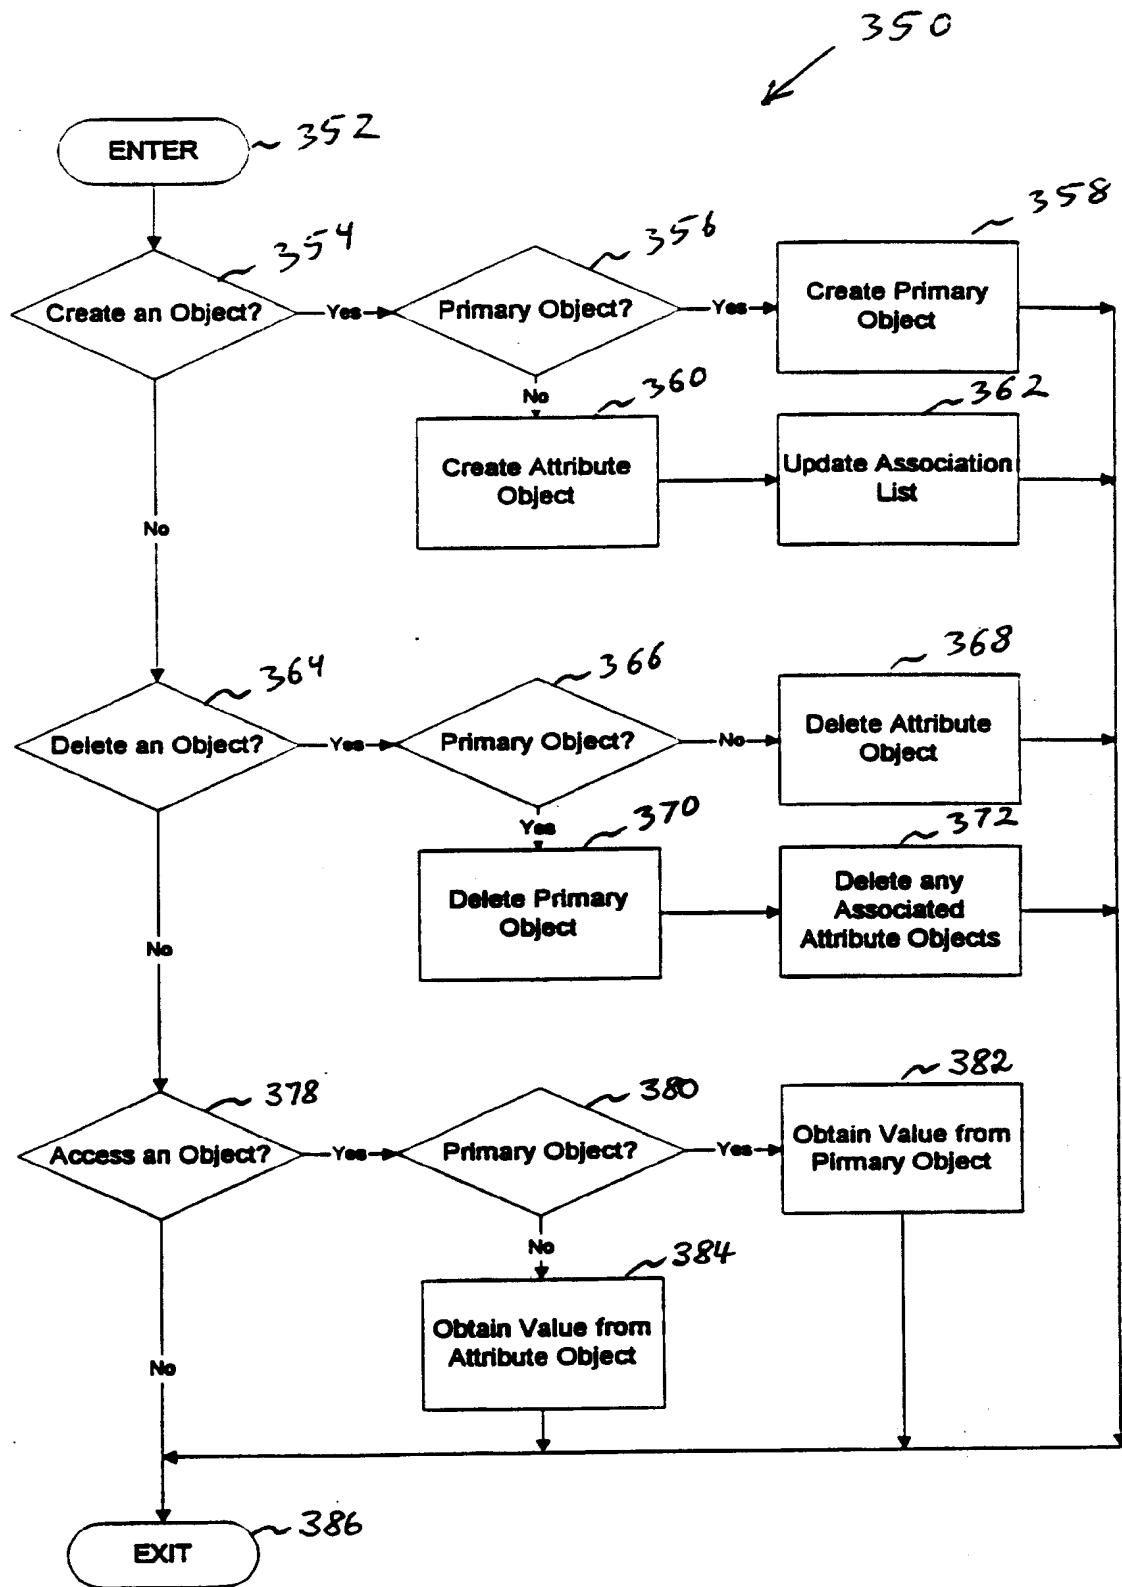 350
ENTER
352
354
356
358
Create an Object?
Yes
Primary Object?
Yes
Create Primary
Object
No
360
362
Create Attribute
Object
Update Association
List
No
364
366
368
Delete an Object?
Yes
Primary Object?
No
Delete Attribute
Object
Yes
370
372
Delete Primary
Object
Delete any
Associated
Attribute Objects
No
378
380
382
Access an Object?
Yes
Primary Object?
Yes
Obtain Value from
Pirmary Object
No
384
Obtain Value from
Attribute Object
No
386
EXIT